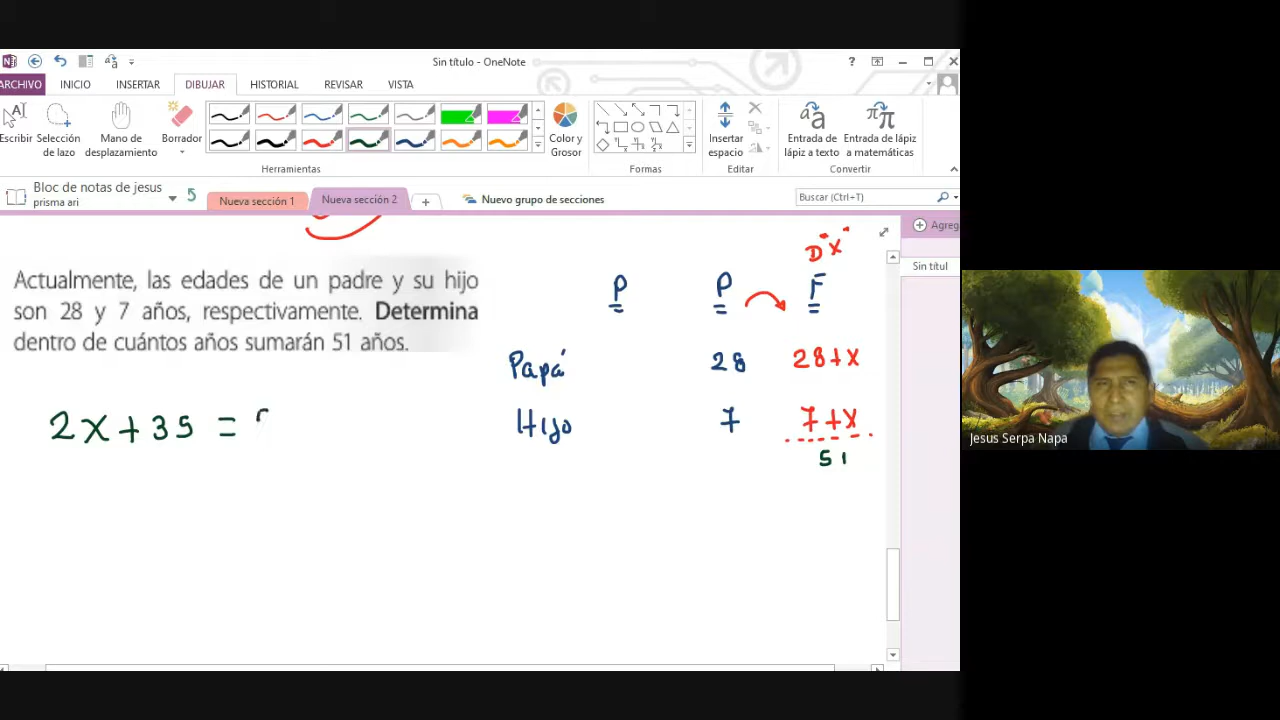 Sin título - OneNote
ARCHIVO INICIO INSERTAR DIBUJAR HISTORIAL REVISAR VISTA
Escribir
Selección de lazo
Mano de desplazamiento
Borrador
Color y Grosor
Insertar espacio
Entrada de lápiz a texto
Entrada de lápiz a matemáticas
Herramientas Formas Editar Convertir
Bloc de notas de jesus
prisma ari
Nueva sección 1
Nueva sección 2
Nuevo grupo de secciones
Buscar (Ctrl+T)
Agreg
Sin títul
D" X"
P P F
Actualmente, las edades de un padre y su hijo
son 28 y 7 años, respectivamente. Determina
dentro de cuántos años sumarán 51 años.
Papá 28 28+X
Hijo 7 7+X
51
2X+35 =
Jesus Serpa Napa